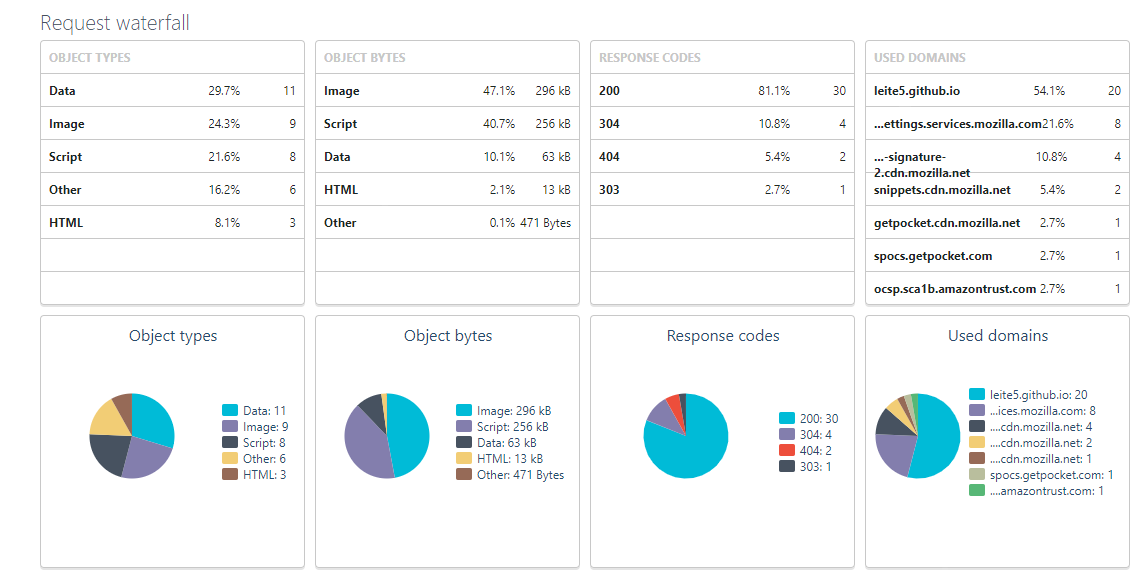 Request waterfall
OBJECT TYPES
Data 29.7% 11
Image 24.3% 9
Script 21.6% 8
Other 16.2% 6
HTML 8.1% 3
OBJECT BYTES
Image 47.1% 296 kB
Script 40.7% 256 kB
Data 10.1% 63 kB
HTML 2.1% 13 kB
Other 0.1% 471 Bytes
RESPONSE CODES
200 81.1% 30
304 10.8% 4
404 5.4% 2
303 2.7% 1
USED DOMAINS
leite5.github.io 54.1% 20
...ettings.services.mozilla.com 21.6% 8
...-signature- 10.8% 4
2.cdn.mozilla.net
snippets.cdn.mozilla.net 5.4% 2
getpocket.cdn.mozilla.net 2.7% 1
spocs.getpocket.com 2.7% 1
ocsp.sca1b.amazontrust.com 2.7% 1
Object types
Data: 11
Image: 9
Script: 8
Other: 6
HTML: 3
Object bytes
Image: 296 kB
Script: 256 kB
Data: 63 kB
HTML: 13 kB
Other: 471 Bytes
Response codes
200: 30
304: 4
404: 2
303: 1
Used domains
leite5.github.io: 20
...ices.mozilla.com: 8
....cdn.mozilla.net: 4
....cdn.mozilla.net: 2
....cdn.mozilla.net: 1
spocs.getpocket.com: 1
....amazontrust.com: 1